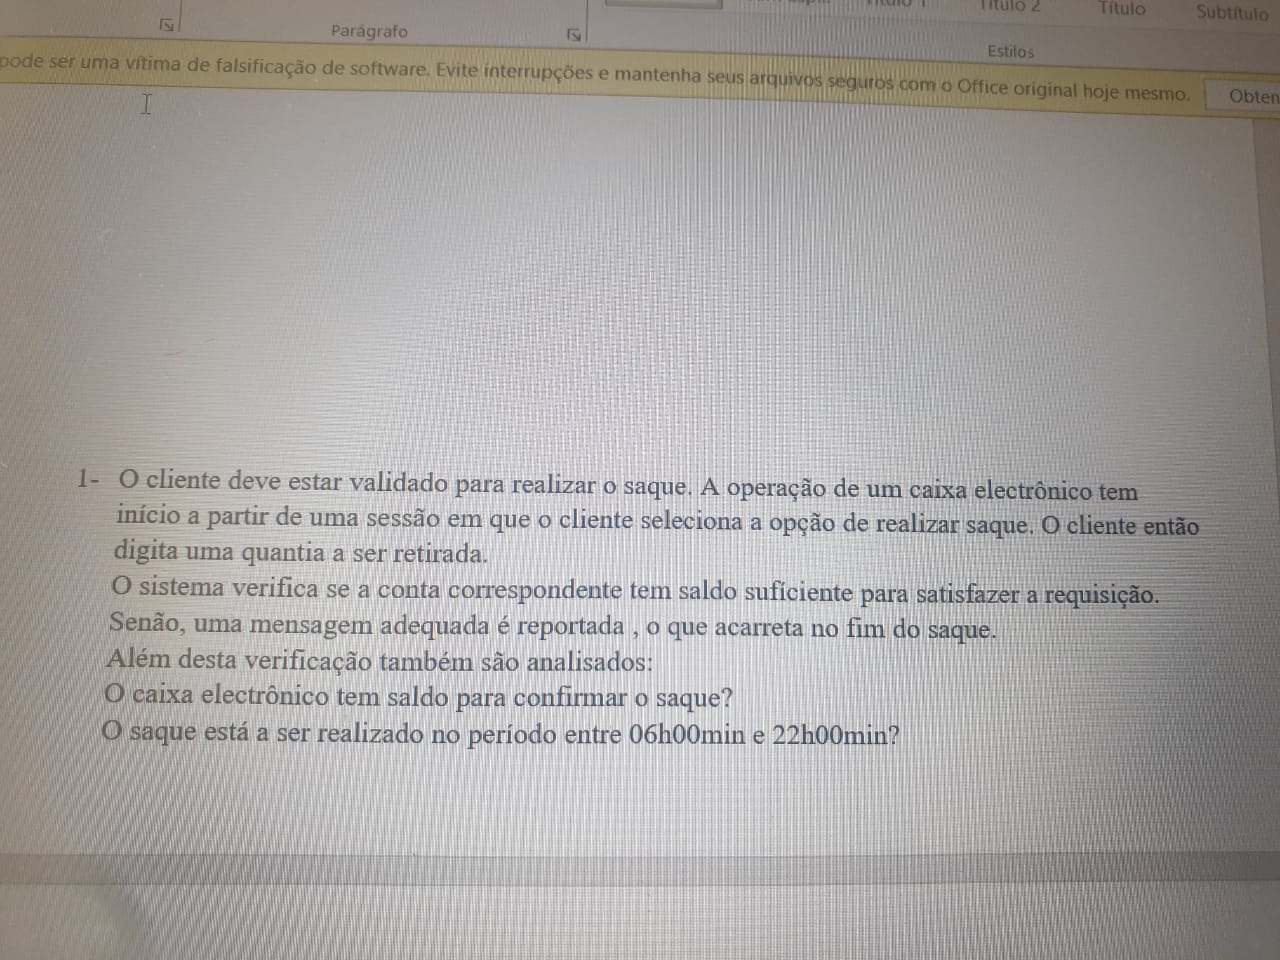 Parágrafo
Título 2
Título
Subtítulo
Estilos
pode ser uma vítima de falsificação de software. Evite interrupções e mantenha seus arquivos seguros com o Office original hoje mesmo.
Obten
1- O cliente deve estar validado para realizar o saque. A operação de um caixa electrônico tem
início a partir de uma sessão em que o cliente seleciona a opção de realizar saque. O cliente então
digita uma quantia a ser retirada.
O sistema verifica se a conta correspondente tem saldo suficiente para satisfazer a requisição.
Senão, uma mensagem adequada é reportada , o que acarreta no fim do saque.
Além desta verificação também são analisados:
O caixa electrônico tem saldo para confirmar o saque?
O saque está a ser realizado no período entre 06h00min e 22h00min?